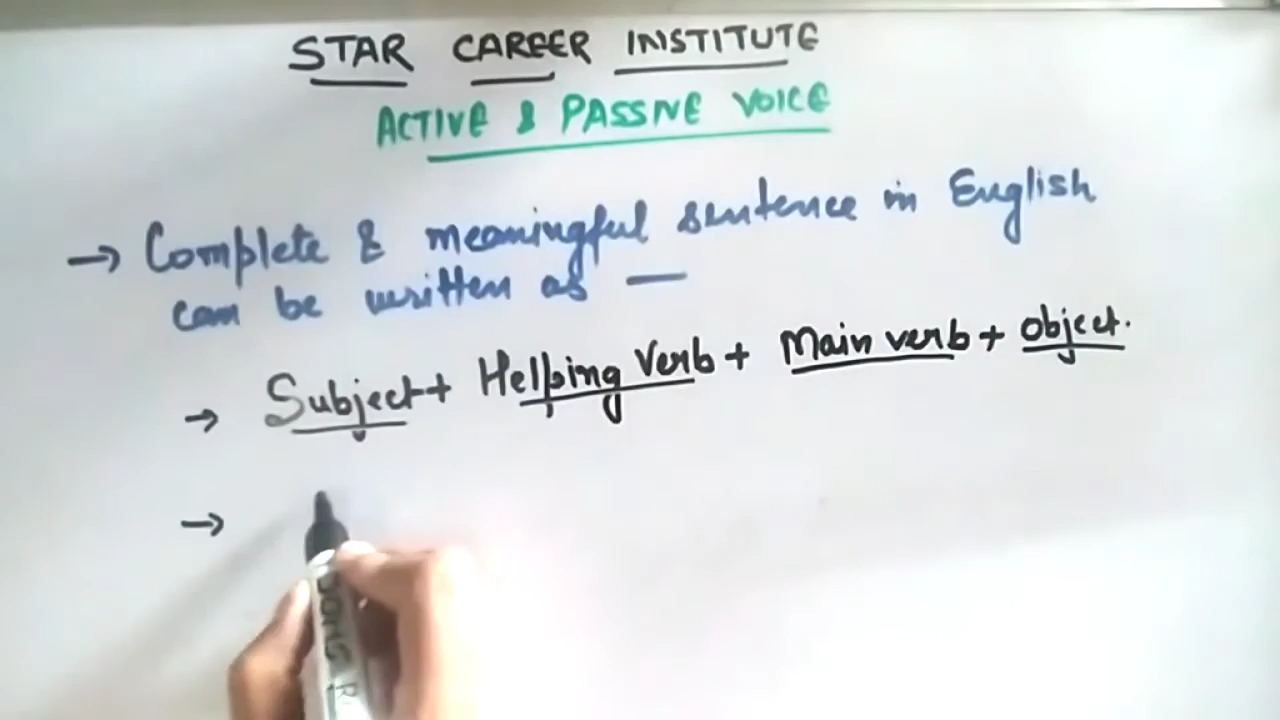 STAR CAREER INSTITUTE
ACTIVE & PASSIVE VOICE
→ Complete & meaningful sentence in English
can be written as —
→ Subject + Helping Verb + Main verb + Object.
→